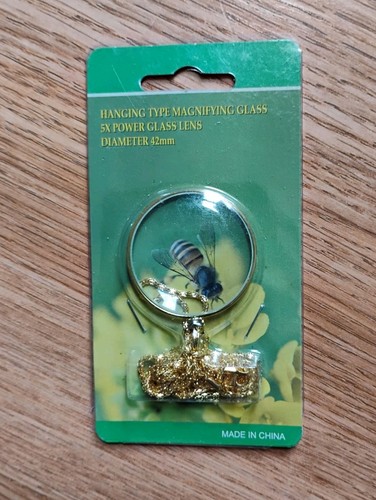 HANGING TYPE MAGNIFYING GLASS
5X POWER GLASS LENS
DIAMETER 42mm
MADE IN CHINA